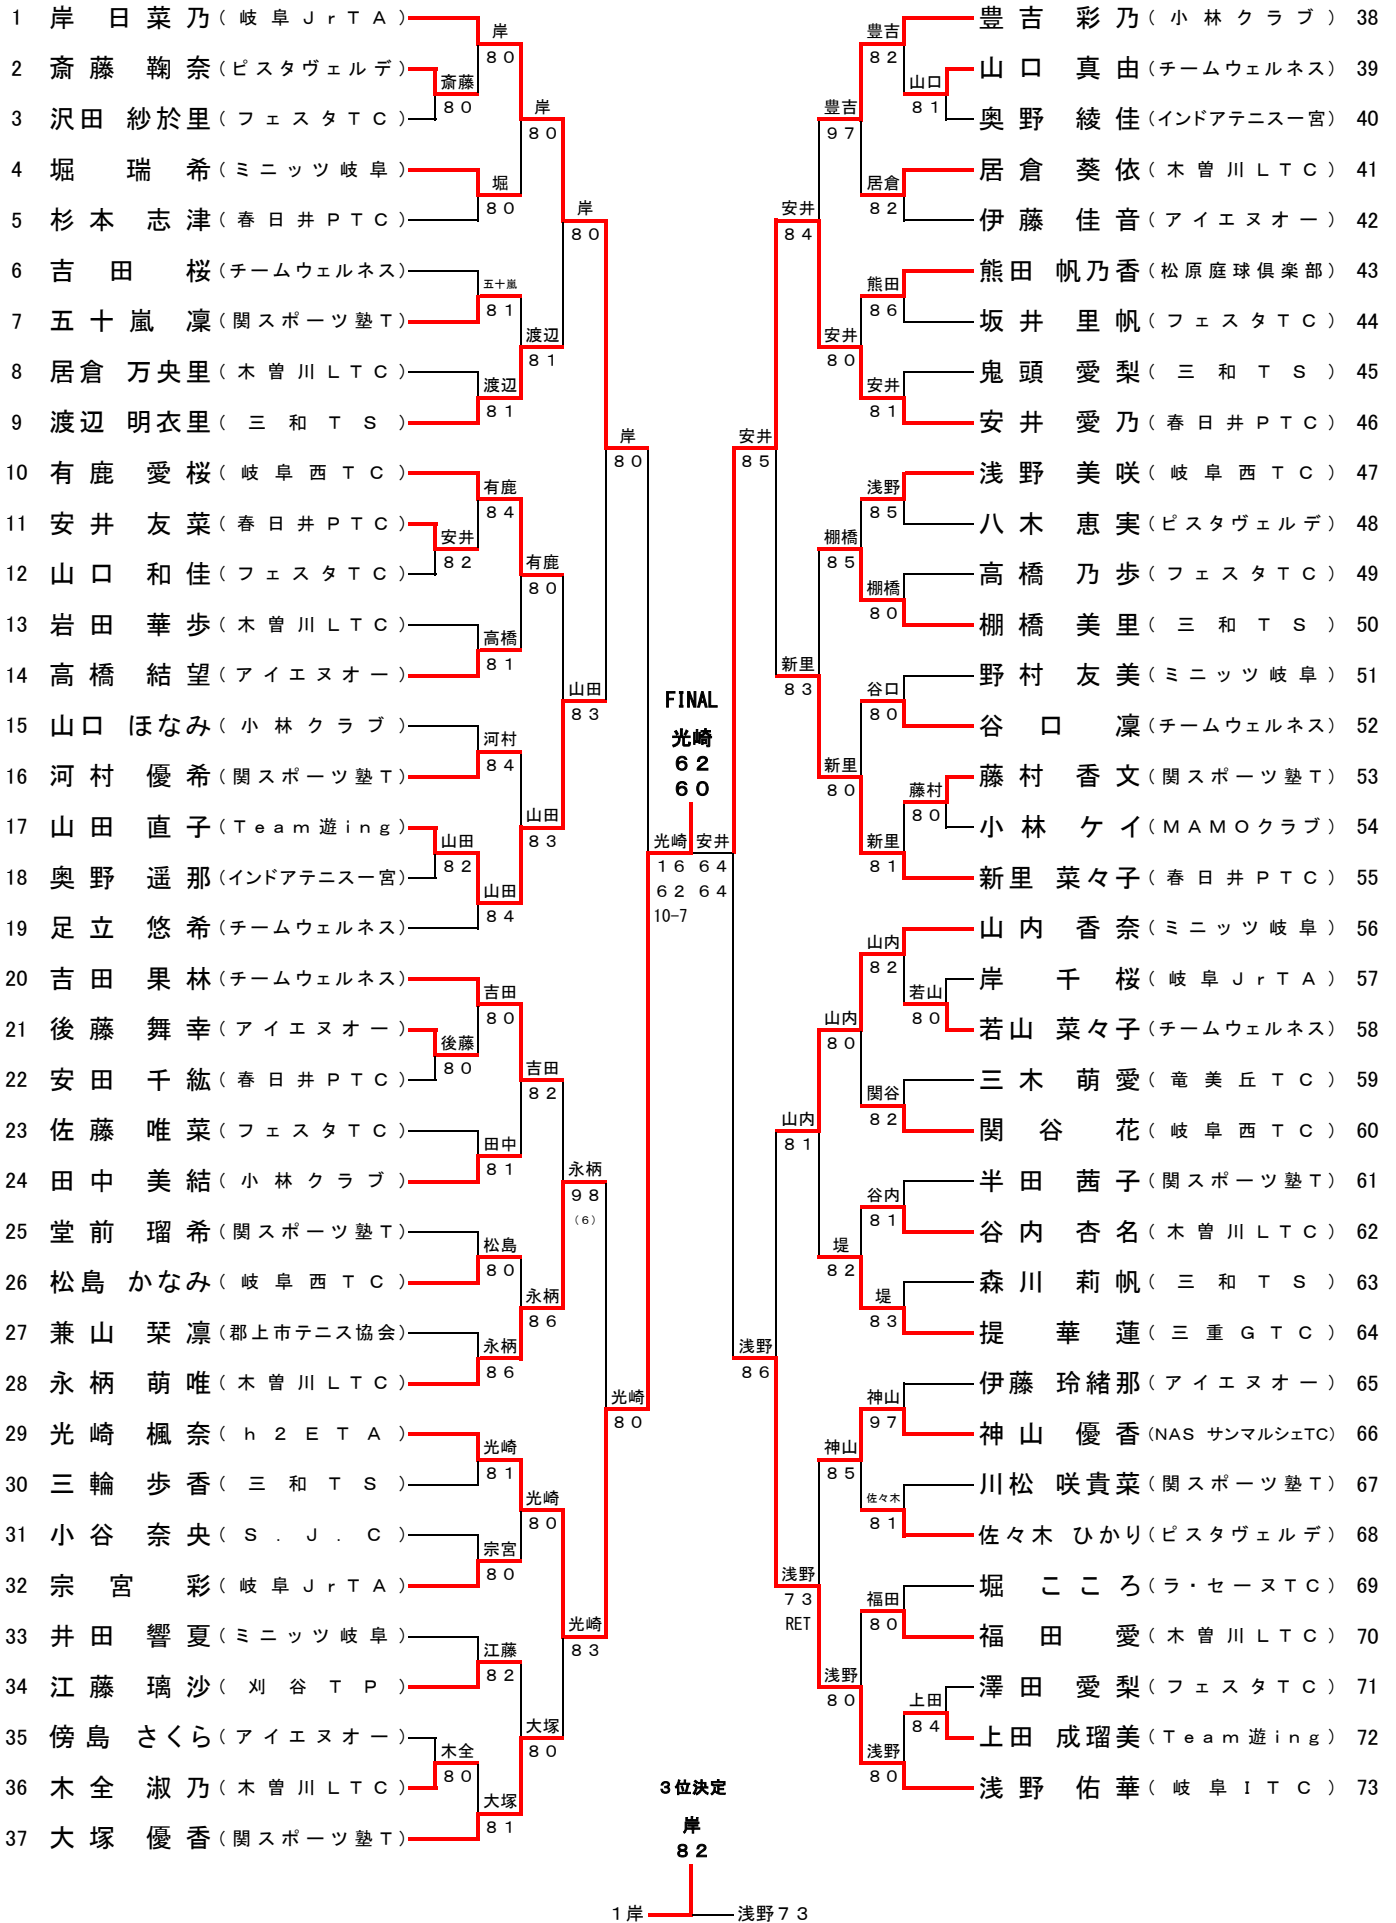 1 岸 日菜乃 (岐阜JrTA)
2 斎藤 鞠奈 (ピスタヴェルデ)
3 沢田 紗於里 (フェスタTC)
4 堀 瑞希 (ミニッツ岐阜)
5 杉本 志津 (春日井PTC)
6 吉田 桜 (チームウェルネス)
7 五十嵐 凜 (関スポーツ塾T)
8 居倉 万央里 (木曽川LTC)
9 渡辺 明衣里 (三和TS)
10 有鹿 愛桜 (岐阜西TC)
11 安井 友菜 (春日井PTC)
12 山口 和佳 (フェスタTC)
13 岩田 華歩 (木曽川LTC)
14 高橋 結望 (アイエヌオー)
15 山口 ほなみ (小林クラブ)
16 河村 優希 (関スポーツ塾T)
17 山田 直子 (Team遊ing)
18 奥野 遥那 (インドアテニス一宮)
19 足立 悠希 (チームウェルネス)
20 吉田 果林 (チームウェルネス)
21 後藤 舞幸 (アイエヌオー)
22 安田 千紘 (春日井PTC)
23 佐藤 唯菜 (フェスタTC)
24 田中 美結 (小林クラブ)
25 堂前 瑠希 (関スポーツ塾T)
26 松島 かなみ (岐阜西TC)
27 兼山 栞凛 (郡上市テニス協会)
28 永柄 萌唯 (木曽川LTC)
29 光崎 楓奈 (h2ETA)
30 三輪 歩香 (三和TS)
31 小谷 奈央 (S.J.C)
32 宗宮 彩 (岐阜JrTA)
33 井田 響夏 (ミニッツ岐阜)
34 江藤 璃沙 (刈谷TP)
35 傍島 さくら (アイエヌオー)
36 木全 淑乃 (木曽川LTC)
37 大塚 優香 (関スポーツ塾T)
斎藤 80
安井 82
山田 82
後藤 80
木全 80
岸 80
堀 80
五十嵐 81
渡辺 81
有鹿 84
高橋 81
河村 84
山田 84
吉田 80
田中 81
松島 80
永柄 86
光崎 81
宗宮 80
江藤 82
大塚 81
岸 80
渡辺 81
有鹿 80
山田 83
吉田 82
永柄 86
光崎 80
大塚 80
岸 80
山田 83
永柄 98
(6)
光崎 83
岸 80
光崎 80
光崎
16
62
10-7
FINAL
光崎
62
60
安井
64
64
安井 85
浅野 86
安井 84
新里 83
山内 81
浅野 73
RET
豊吉 97
安井 80
棚橋 85
新里 80
山内 80
堤 82
神山 85
浅野 80
豊吉 82
居倉 82
熊田 86
安井 81
浅野 85
棚橋 80
谷口 80
新里 81
山内 82
関谷 82
谷内 81
堤 83
神山 97
佐々木 81
福田 80
浅野 80
山口 81
藤村 80
若山 80
上田 84
豊吉 彩乃 (小林クラブ) 38
山口 真由 (チームウェルネス) 39
奥野 綾佳 (インドアテニス一宮) 40
居倉 葵依 (木曽川LTC) 41
伊藤 佳音 (アイエヌオー) 42
熊田 帆乃香 (松原庭球倶楽部) 43
坂井 里帆 (フェスタTC) 44
鬼頭 愛梨 (三和TS) 45
安井 愛乃 (春日井PTC) 46
浅野 美咲 (岐阜西TC) 47
八木 恵実 (ピスタヴェルデ) 48
高橋 乃歩 (フェスタTC) 49
棚橋 美里 (三和TS) 50
野村 友美 (ミニッツ岐阜) 51
谷口 凜 (チームウェルネス) 52
藤村 香文 (関スポーツ塾T) 53
小林 ケイ (MAMOクラブ) 54
新里 菜々子 (春日井PTC) 55
山内 香奈 (ミニッツ岐阜) 56
岸 千桜 (岐阜JrTA) 57
若山 菜々子 (チームウェルネス) 58
三木 萌愛 (竜美丘TC) 59
関谷 花 (岐阜西TC) 60
半田 茜子 (関スポーツ塾T) 61
谷内 杏名 (木曽川LTC) 62
森川 莉帆 (三和TS) 63
提 華蓮 (三重GTC) 64
伊藤 玲緒那 (アイエヌオー) 65
神山 優香 (NAS サンマルシェTC) 66
川松 咲貴菜 (関スポーツ塾T) 67
佐々木 ひかり (ピスタヴェルデ) 68
堀 こころ (ラ・セーヌTC) 69
福田 愛 (木曽川LTC) 70
澤田 愛梨 (フェスタTC) 71
上田 成瑠美 (Team遊ing) 72
浅野 佑華 (岐阜ITC) 73
3位決定
岸
82
1岸
浅野73